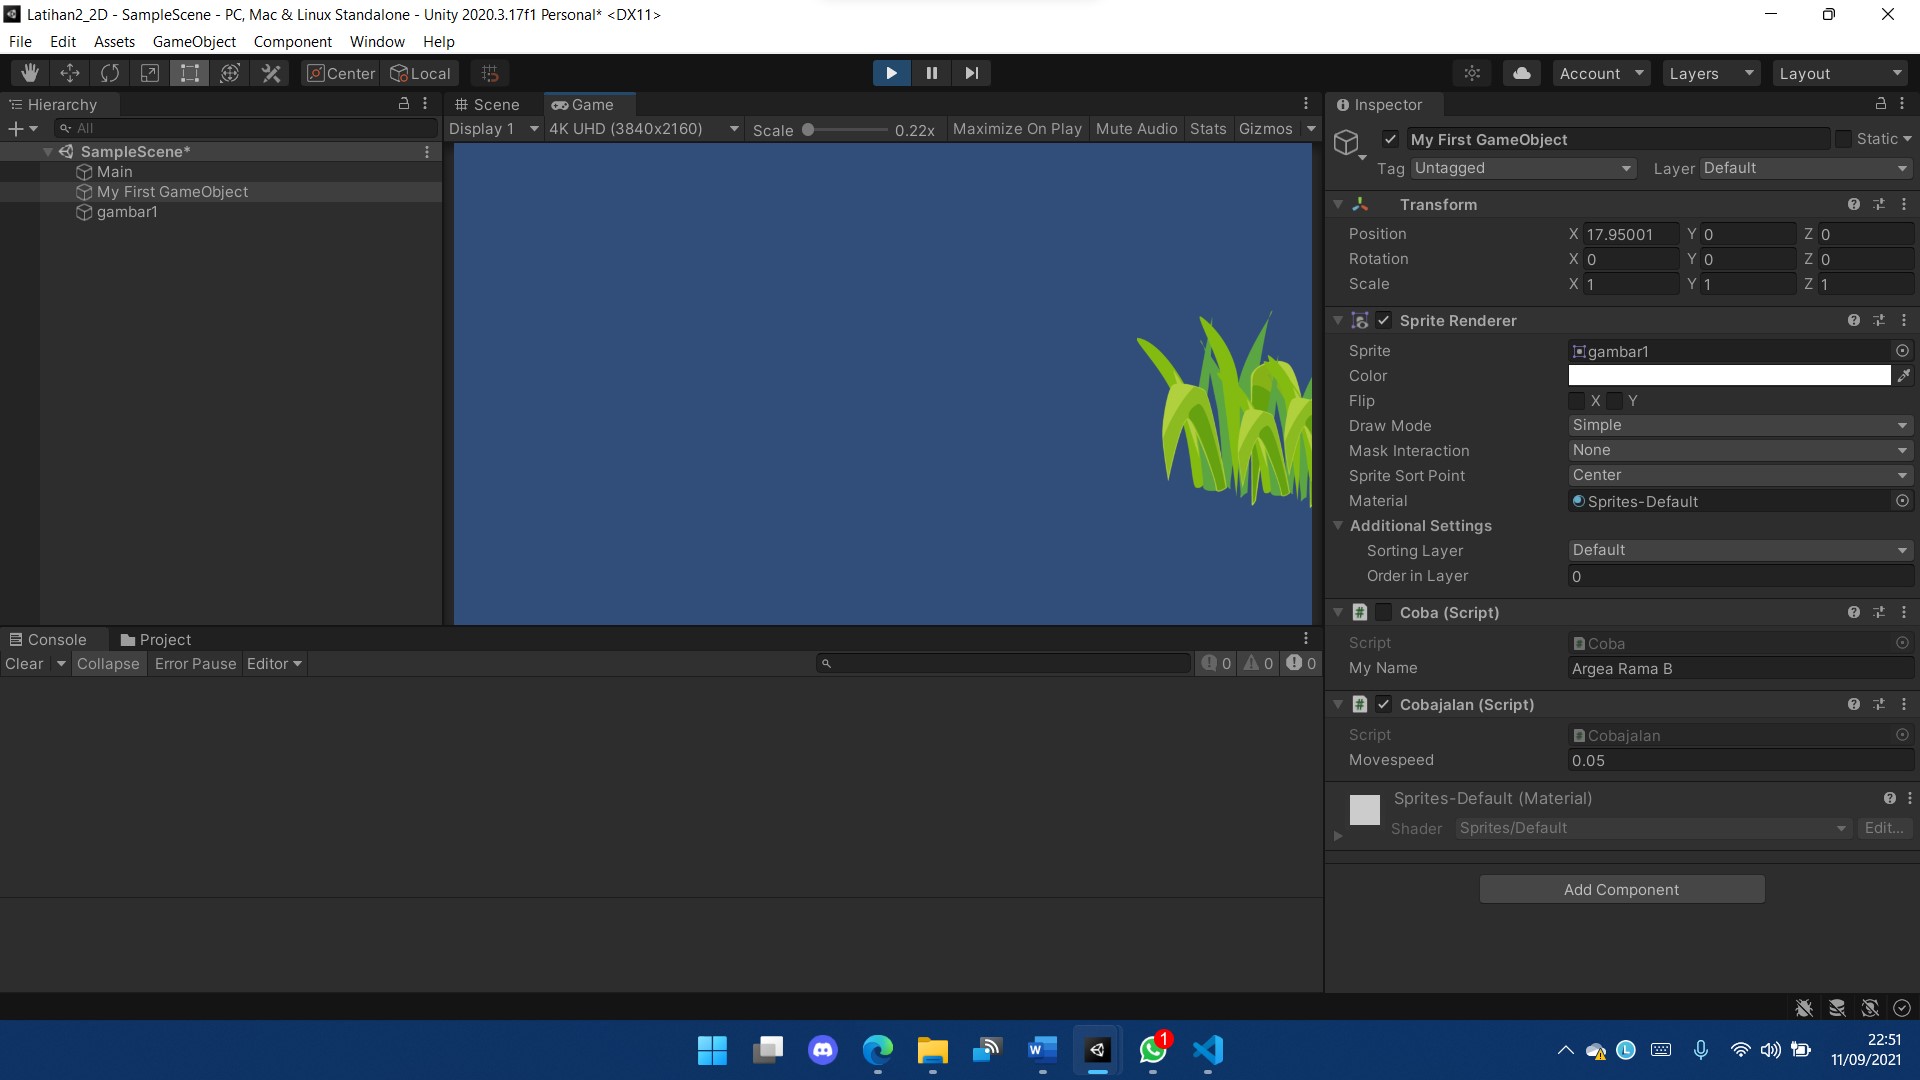 Latihan2_2D - SampleScene - PC, Mac & Linux Standalone - Unity 2020.3.17f1 Personal* <DX11>
File Edit Assets GameObject Component Window Help
Center Local Account Layers Layout
Hierarchy
All
SampleScene*
Main
My First GameObject
gambar1
Scene Game
Display 1 4K UHD (3840x2160) Scale 0.22x Maximize On Play Mute Audio Stats Gizmos
Inspector
My First GameObject Static
Tag Untagged Layer Default
Transform
Position X 17.95001 Y 0 Z 0
Rotation X 0 Y 0 Z 0
Scale X 1 Y 1 Z 1
Sprite Renderer
Sprite gambar1
Color
Flip X Y
Draw Mode Simple
Mask Interaction None
Sprite Sort Point Center
Material Sprites-Default
Additional Settings
Sorting Layer Default
Order in Layer 0
Coba (Script)
Script Coba
My Name Argea Rama B
Cobajalan (Script)
Script Cobajalan
Movespeed 0.05
Sprites-Default (Material)
Shader Sprites/Default Edit...
Add Component
Console Project
Clear Collapse Error Pause Editor 0 0 0
1
22:51
11/09/2021